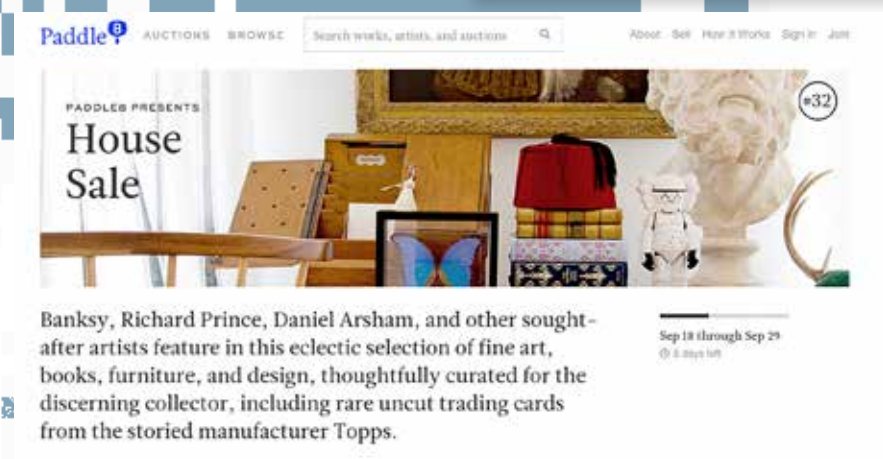 Paddle8
AUCTIONS BROWSE
Search works, artists, and auctions
About Sell How It Works Sign in Join
PADDLE8 PRESENTS
House
Sale
#32
Banksy, Richard Prince, Daniel Arsham, and other sought-
after artists feature in this eclectic selection of fine art,
books, furniture, and design, thoughtfully curated for the
discerning collector, including rare uncut trading cards
from the storied manufacturer Topps.
Sep 18 through Sep 29
days left